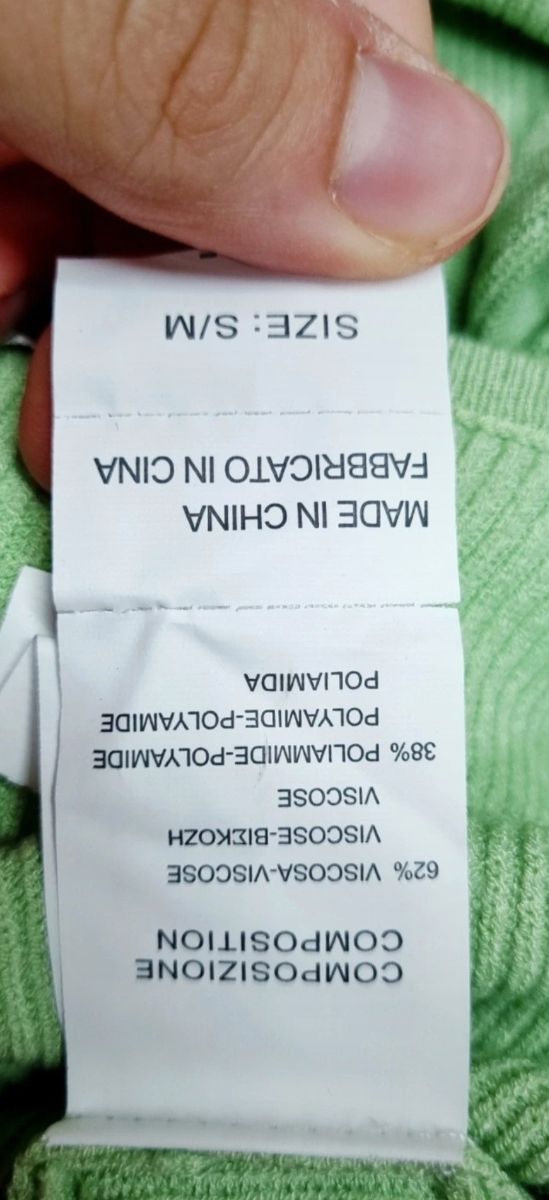 COMPOSIZIONE
COMPOSITION
62% VISCOSA-VISCOSE
VISCOSE-ΒΙΣΚΟΖΗ
VISCOSE
38% POLIAMMIDE-POLYAMIDE
POLYAMIDE-POLYAMIDE
POLIAMIDA
MADE IN CHINA
FABBRICATO IN CINA
SIZE: S/M